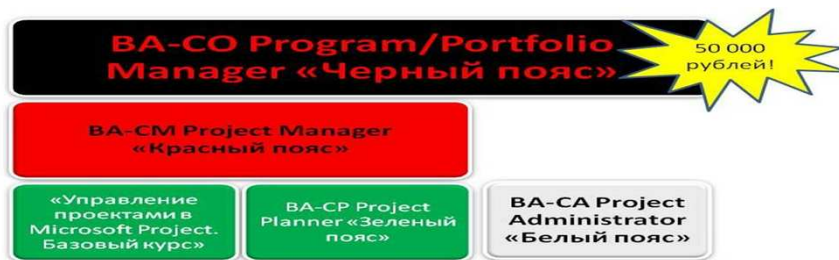 BA-CO Program/Portfolio
Manager «Черный пояс»
50 000
рублей!
BA-CM Project Manager
«Красный пояс»
«Управление
проектами в
Microsoft Project.
Базовый курс»
BA-CP Project
Planner «Зеленый
пояс»
BA-CA Project
Administrator
«Белый пояс»